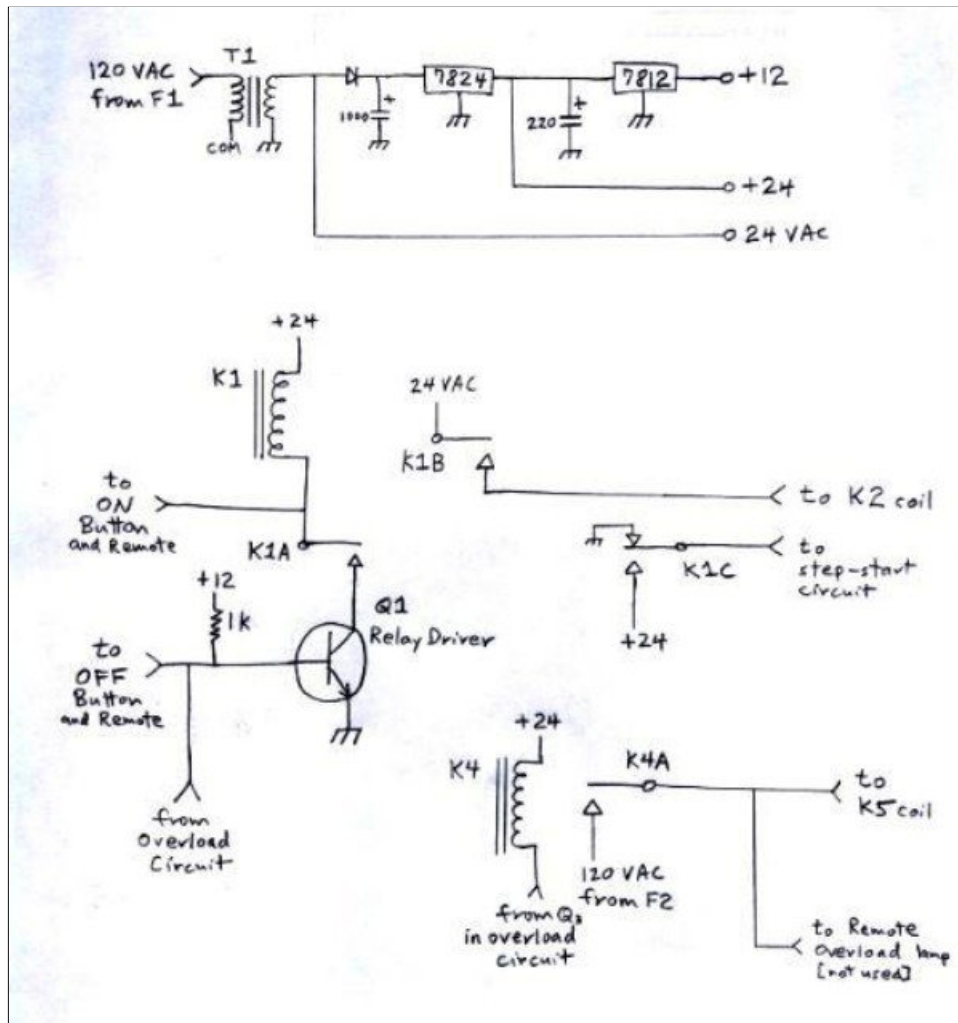 T1
120 VAC
from F1
COM
1000
+
7824
220
+
7812
+12
+24
24 VAC
+24
K1
24 VAC
K1B
to K2 coil
to
ON
Button
and Remote
K1A
K1C
to
step-start
circuit
+24
+12
1k
Q1
Relay Driver
to
OFF
Button
and Remote
from
Overload
Circuit
+24
K4
K4A
to
K5 coil
120 VAC
from F2
from Q3
in overload
circuit
to Remote
Overload lamp
[not used]